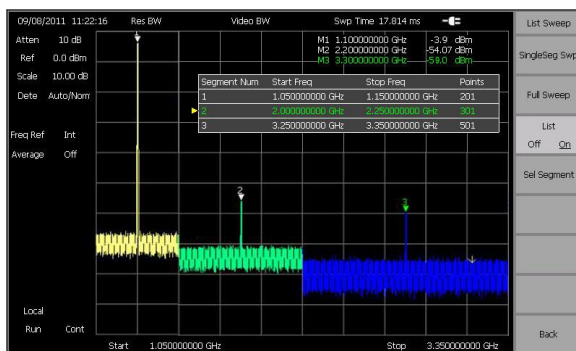 09/08/2011 11:22:16 Res BW Video BW Swp Time 17.814 ms
Atten 10 dB
Ref 0.0 dBm
Scale 10.00 dB
Dete Auto/Norm
Freq Ref Int
Average Off
Local
Run Cont
M1 1.100000000 GHz -3.9 dBm
M2 2.200000000 GHz -54.07 dBm
M3 3.300000000 GHz -59.0 dBm
Segment Num Start Freq Stop Freq Points
1 1.050000000 GHz 1.150000000 GHz 201
2 2.000000000 GHz 2.250000000 GHz 301
3 3.250000000 GHz 3.350000000 GHz 501
2
3
Start 1.050000000 GHz Stop 3.350000000 GHz
List Sweep
SingleSeg Swp
Full Sweep
List
Off On
Sel Segment
Back